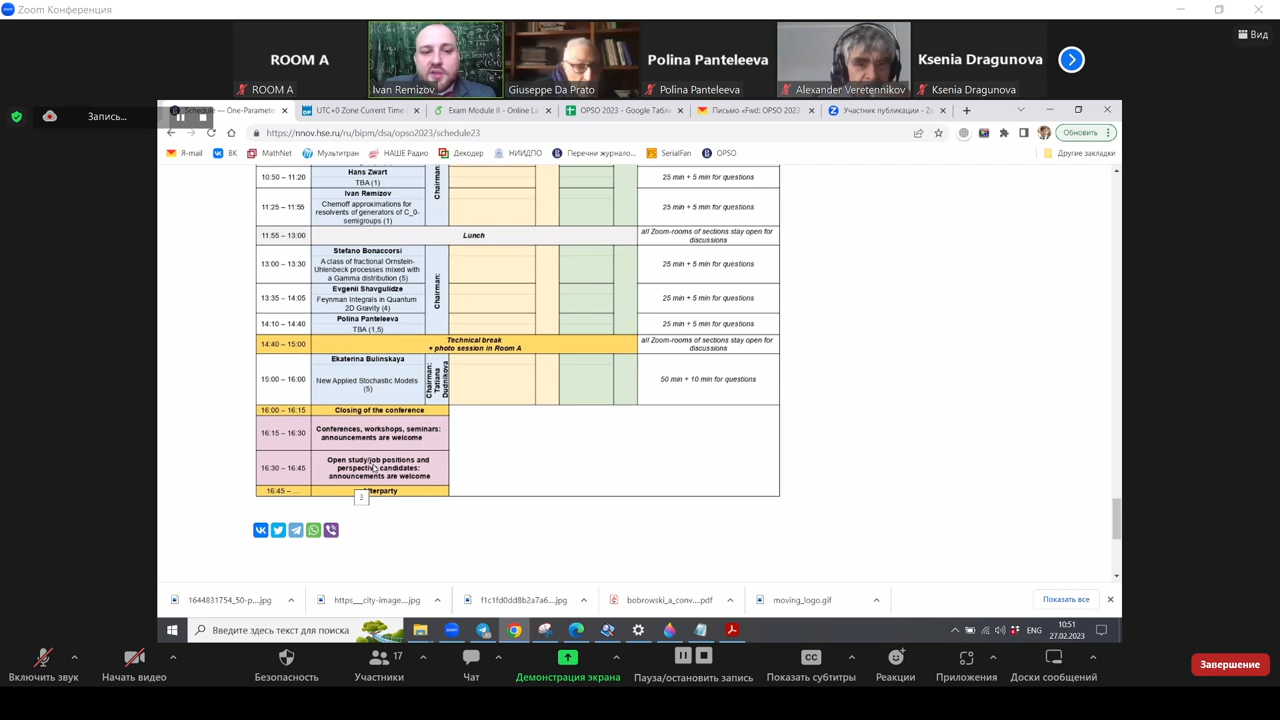 Zoom Конференция
Вид
ROOM A
Polina Panteleeva
Ksenia Dragunova
ROOM A
Ivan Remizov
Giuseppe Da Prato
Polina Panteleeva
Alexander Veretennikov
Ksenia Dragunova
Запись...
Schedule — One-Parameter
UTC+0 Zone Current Time
Exam Module II - Online L
OPSO 2023 - Google Табли
Письмо «Fwd: OPSO 2023
Участник публикации - Zo
https://nnov.hse.ru/ru/bipm/dsa/opso2023/schedule23
Обновить
Я-mail
ВК
MathNet
Мультитран
НАШЕ Радио
Декодер
НИИДПО
Перечни журнало...
SerialFan
OPSO
Другие закладки
10:50 – 11:20
Hans Zwart
TBA (1)
Chairman:
25 min + 5 min for questions
11:25 – 11:55
Ivan Remizov
Chernoff approximations for
resolvents of generators of C_0-
semigroups (1)
25 min + 5 min for questions
11:55 – 13:00
Lunch
all Zoom-rooms of sections stay open for
discussions
13:00 – 13:30
Stefano Bonaccorsi
A class of fractional Ornstein-
Uhlenbeck processes mixed with
a Gamma distribution (5)
Chairman:
25 min + 5 min for questions
13:35 – 14:05
Evgenii Shavgulidze
Feynman Integrals in Quantum
2D Gravity (4)
25 min + 5 min for questions
14:10 – 14:40
Polina Panteleeva
TBA (1,5)
25 min + 5 min for questions
14:40 – 15:00
Technical break
+ photo session in Room A
all Zoom-rooms of sections stay open for
discussions
15:00 – 16:00
Ekaterina Bulinskaya
New Applied Stochastic Models
(5)
Chairman:
Tatiana
Dudnikova
50 min + 10 min for questions
16:00 – 16:15
Closing of the conference
16.15 – 16:30
Conferences, workshops, seminars:
announcements are welcome
16:30 – 16:45
Open study/job positions and
perspective candidates:
announcements are welcome
16:45 – ...
3
1644831754_50-p....jpg
https___city-image....jpg
f1c1fd0dd8b2a7a6....jpg
bobrowski_a_conv....pdf
moving_logo.gif
Показать все
Введите здесь текст для поиска
ENG
10:51
27.02.2023
17
Включить звук
Начать видео
Безопасность
Участники
Чат
Демонстрация экрана
Пауза/остановить запись
Показать субтитры
Реакции
Приложения
Доски сообщений
Завершение